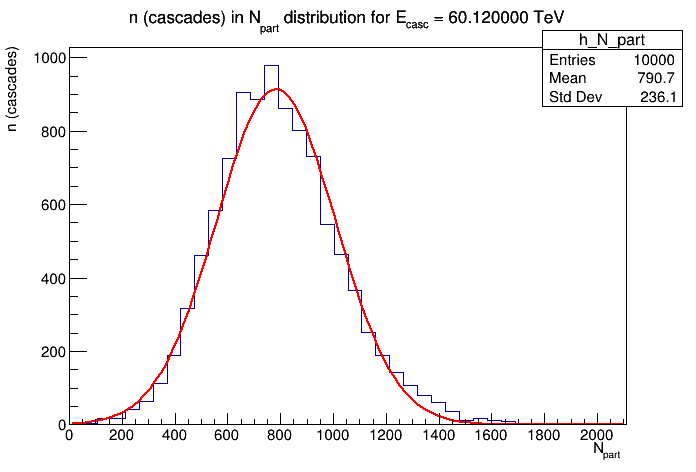 n (cascades) in N_part distribution for E_casc = 60.120000 TeV
h_N_part
Entries 10000
Mean 790.7
Std Dev 236.1
n (cascades)
1000
800
600
400
200
0
0 200 400 600 800 1000 1200 1400 1600 1800 2000
N_part